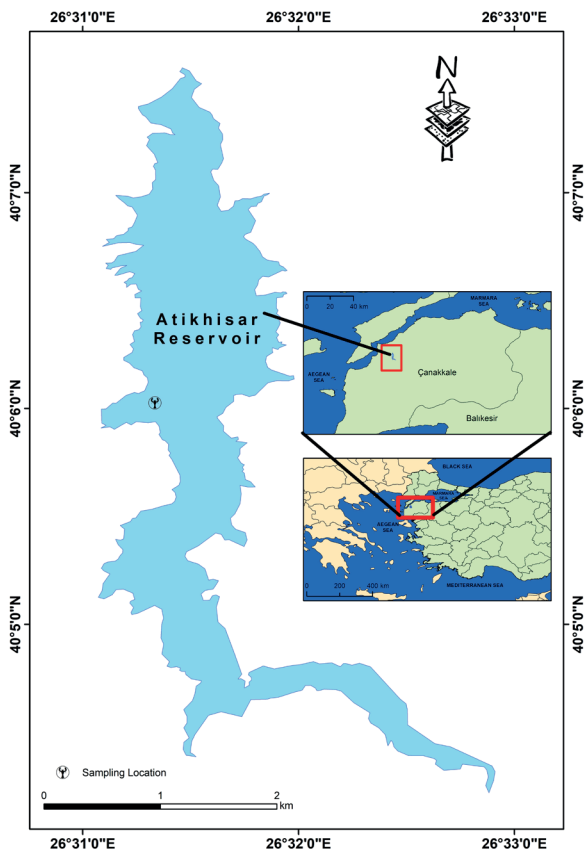 26°31'0"E 26°32'0"E 26°33'0"E
N
40°7'0"N 40°7'0"N
0 20 40 km
MARMARA
SEA
Atikhisar
Reservoir
AEGEAN
SEA
Çanakkale
Balıkesir
40°6'0"N 40°6'0"N
BLACK SEA
MARMARA
SEA
AEGEAN
SEA
MEDITERRANEAN SEA
0 200 400 km
40°5'0"N 40°5'0"N
Sampling Location
0 1 2
km
26°31'0"E 26°32'0"E 26°33'0"E